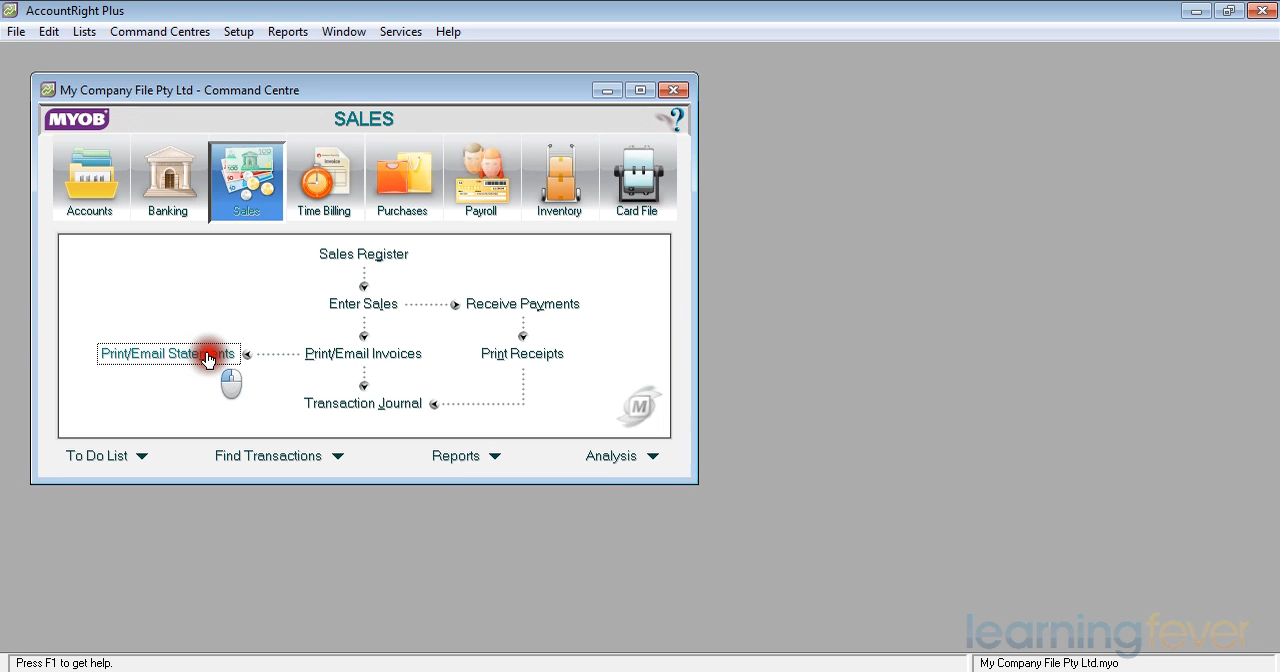 AccountRight Plus
File Edit Lists Command Centres Setup Reports Window Services Help
My Company File Pty Ltd - Command Centre
MYOB SALES ?
Accounts Banking Sales Time Billing Purchases Payroll Inventory Card File
Sales Register
Enter Sales Receive Payments
Print/Email Statements Print/Email Invoices Print Receipts
Transaction Journal
M
To Do List Find Transactions Reports Analysis
learningfever
Press F1 to get help. My Company File Pty Ltd.myo